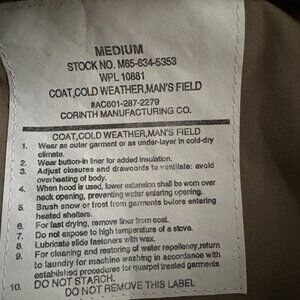 MEDIUM
STOCK NO. M65-634-5353
WPL 10881
COAT,COLD WEATHER,MAN'S FIELD
#AC601-287-2279
CORINTH MANUFACTURING CO.
COAT,COLD WEATHER,MAN'S FIELD
1. Wear as outer garment or as under-layer in cold-dry
climate.
2. Wear button-in liner for added insulation.
3. Adjust closures and drawcords to ventilate: avoid
overheating of body.
4. When hood is used, lower extension shall be worn over
neck opening, preventing water entering opening.
5. Brush snow or frost from garments before entering
heated shelters.
6. For fast drying, remove liner from coat.
7. Do not expose to high temperature of a stove.
8. Lubricate slide fasteners with wax.
9. For cleaning and restoring of water repellency,return
to laundry for machine washing in accordance with
established procedures for quarpel treated garments.
10. DO NOT STARCH.
DO NOT REMOVE THIS LABEL